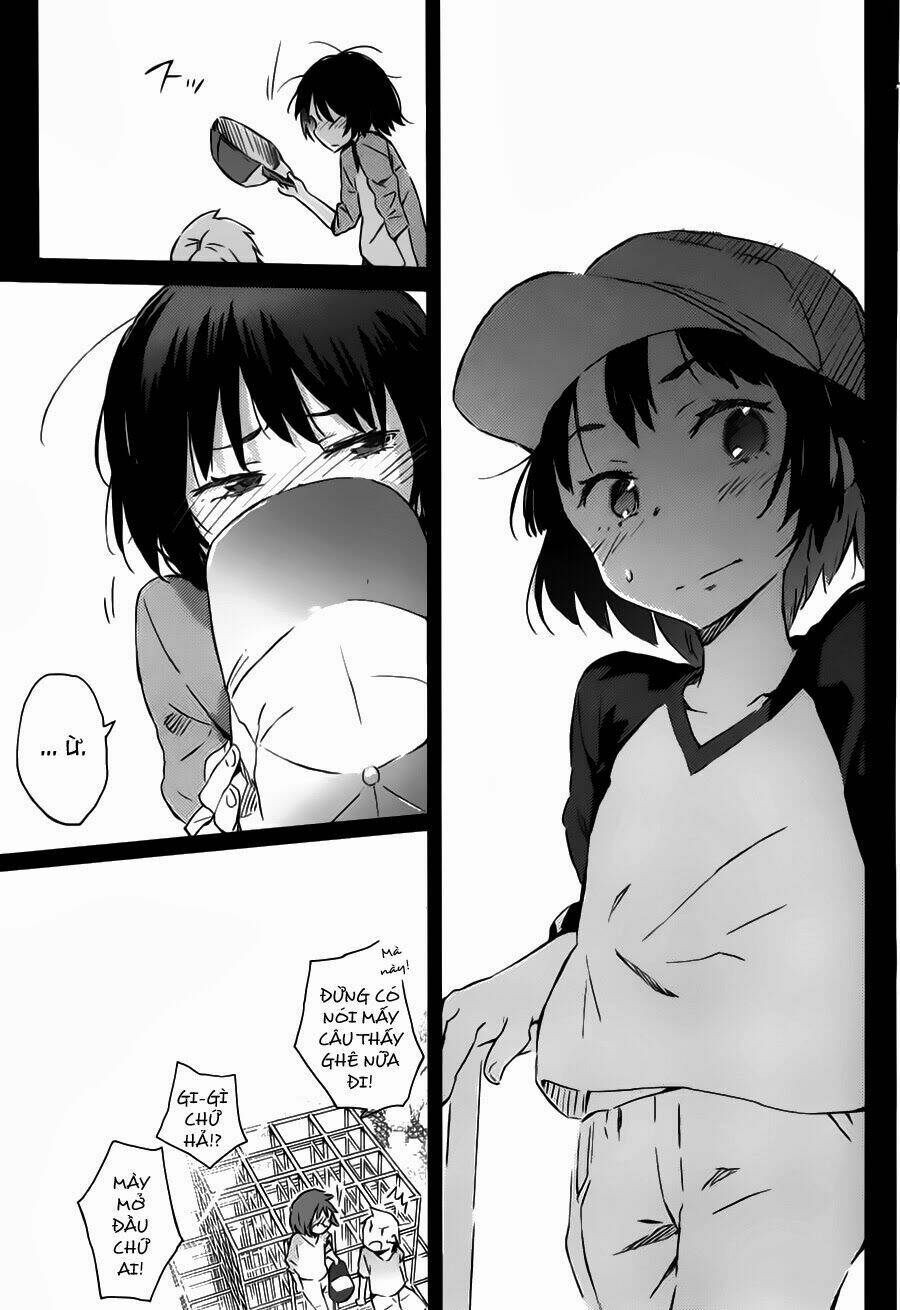 スッ
... Ừ.
Mà
này!
ĐỪNG CÓ
NÓI MẤY
CÂU THẤY
GHÊ NỮA
ĐI!
GI-GÌ
CHỨ
HẢ!?
MÀY
MỞ
ĐẦU
CHỨ
AI!